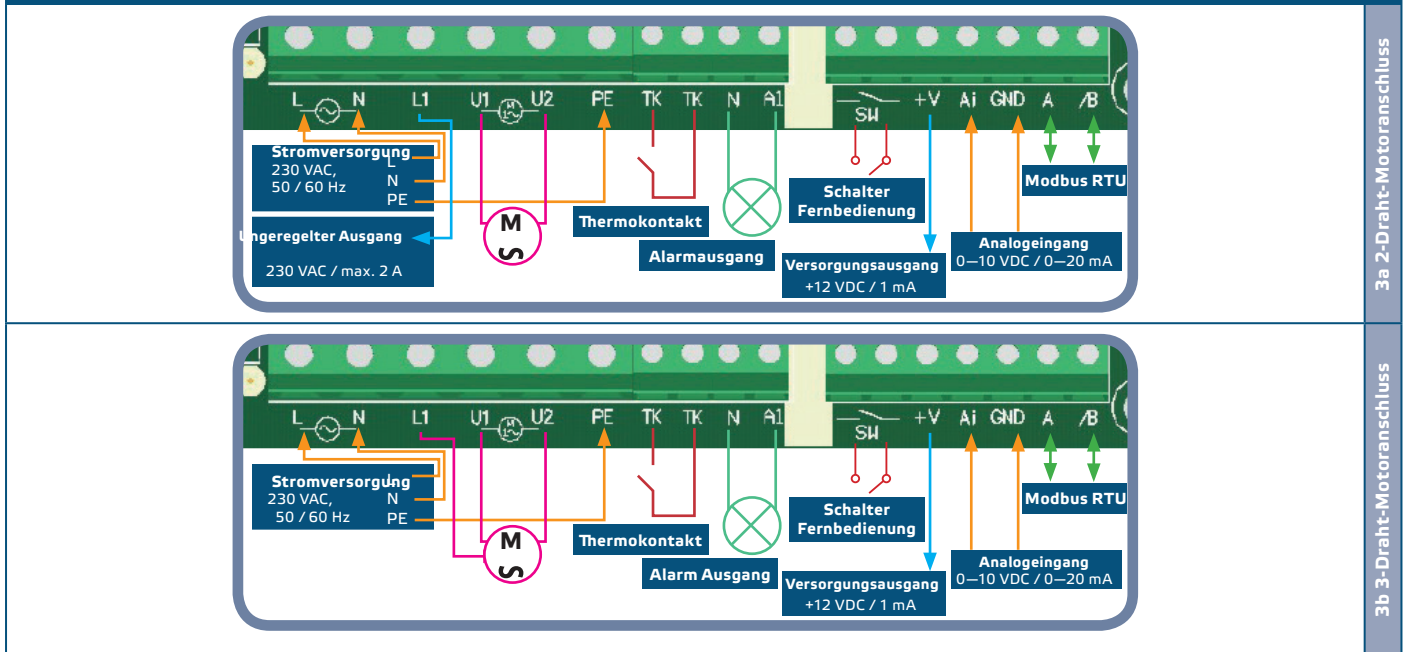 L N L1 U1 M 1~ U2 PE TK TK N A1 SW +V Ai GND A /B
Stromversorgung
230 VAC,
50 / 60 Hz
L
N
PE
Ungeregelter Ausgang
230 VAC / max. 2 A
M
Thermokontakt
Alarmausgang
Schalter
Fernbedienung
Versorgungsausgang
+12 VDC / 1 mA
Analogeingang
0—10 VDC / 0—20 mA
Modbus RTU
3a 2-Draht-Motoranschluss
L N L1 U1 M 1~ U2 PE TK TK N A1 SW +V Ai GND A /B
Stromversorgung
230 VAC,
50 / 60 Hz
L
N
PE
M
Thermokontakt
Alarm Ausgang
Schalter
Fernbedienung
Versorgungsausgang
+12 VDC / 1 mA
Analogeingang
0—10 VDC / 0—20 mA
Modbus RTU
3b 3-Draht-Motoranschluss